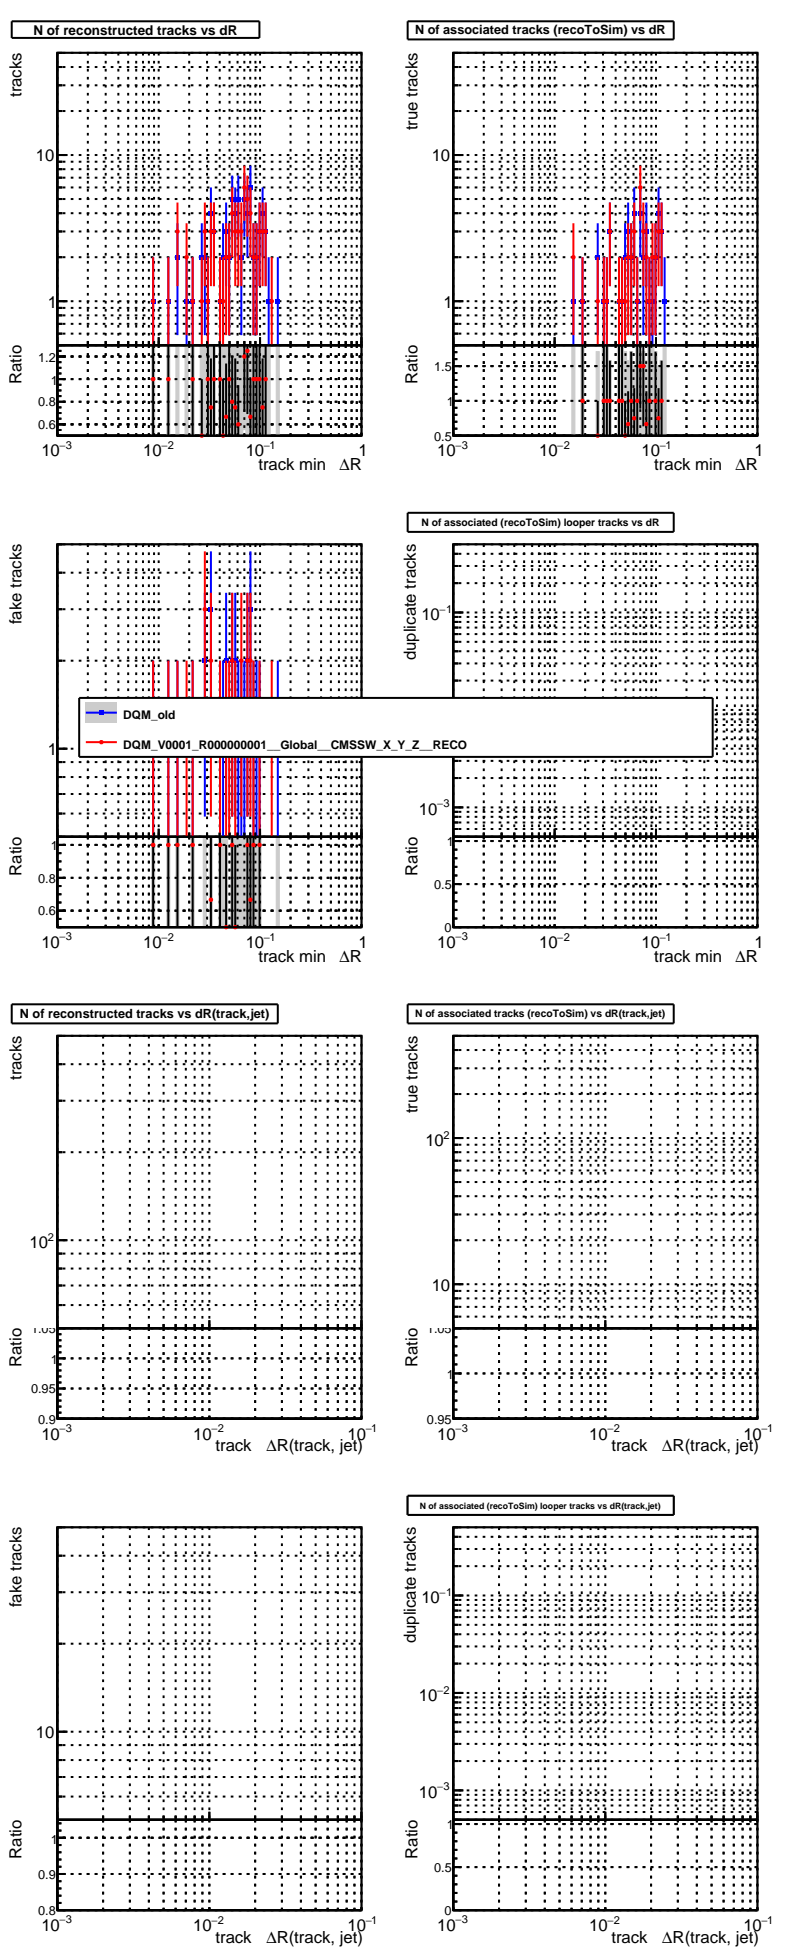 N of reconstructed tracks vs dR
tracks
10
1
Ratio
1.2
1
0.8
0.6
10⁻³ 10⁻² 10⁻¹ 1
track min ΔR
N of associated tracks (recoToSim) vs dR
true tracks
10
1
Ratio
1.5
1
0.5
10⁻³ 10⁻² 10⁻¹ 1
track min ΔR
fake tracks
1
Ratio
1
0.8
0.6
10⁻³ 10⁻² 10⁻¹ 1
track min ΔR
N of associated (recoToSim) looper tracks vs dR
duplicate tracks
10⁻¹
10⁻³
Ratio
1
0.5
0
10⁻³ 10⁻² 10⁻¹ 1
track min ΔR
DQM_old
DQM_V0001_R000000001__Global__CMSSW_X_Y_Z__RECO
N of reconstructed tracks vs dR(track,jet)
tracks
10²
Ratio
1.05
1
0.95
0.9
10⁻³ 10⁻² 10⁻¹
track ΔR(track, jet)
N of associated tracks (recoToSim) vs dR(track,jet)
true tracks
10²
10
Ratio
1.05
1
0.95
10⁻³ 10⁻² 10⁻¹
track ΔR(track, jet)
fake tracks
10
Ratio
1
0.9
0.8
10⁻³ 10⁻² 10⁻¹
track ΔR(track, jet)
N of associated (recoToSim) looper tracks vs dR(track,jet)
duplicate tracks
10⁻¹
10⁻²
10⁻³
Ratio
1
0.5
0
10⁻³ 10⁻² 10⁻¹
track ΔR(track, jet)